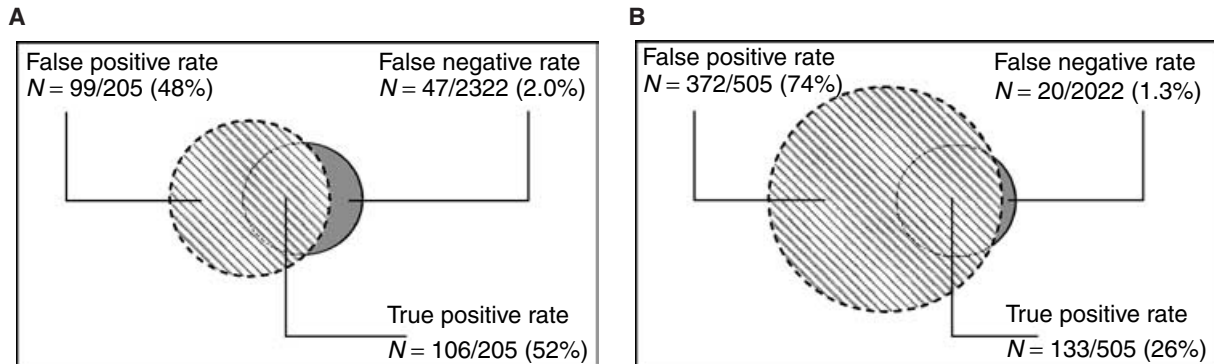 A
False positive rate
N = 99/205 (48%)
False negative rate
N = 47/2322 (2.0%)
True positive rate
N = 106/205 (52%)
B
False positive rate
N = 372/505 (74%)
False negative rate
N = 20/2022 (1.3%)
True positive rate
N = 133/505 (26%)